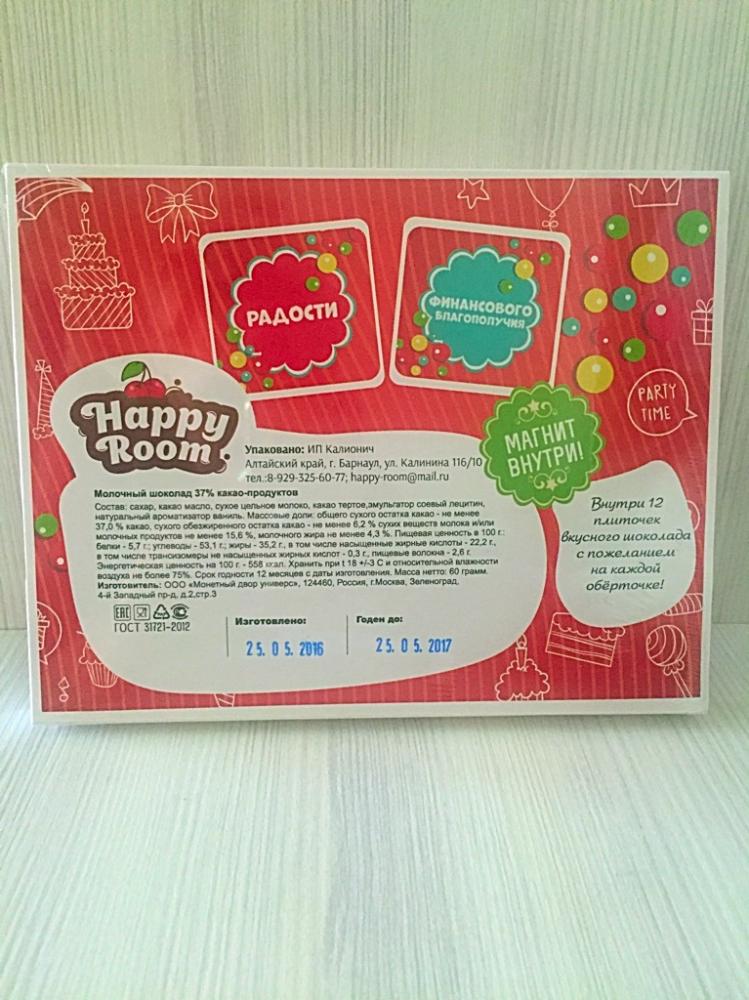 РАДОСТИ
ФИНАНСОВОГО
БЛАГОПОЛУЧИЯ
PARTY
TIME
Happy
Room
МАГНИТ
ВНУТРИ!
Упаковано: ИП Калионич
Алтайский край, г. Барнаул, ул. Калинина 116/10
тел.:8-929-325-60-77; happy-room@mail.ru
Молочный шоколад 37% какао-продуктов
Состав: сахар, какао масло, сухое цельное молоко, какао тертое,эмульгатор соевый лецитин,
натуральный ароматизатор ваниль. Массовые доли: общего сухого остатка какао - не менее
37,0 % какао, сухого обезжиренного остатка какао - не менее 6,2 % сухих веществ молока и/или
молочных продуктов не менее 15,6 %, молочного жира не менее 4,3 %. Пищевая ценность в 100 г.:
белки - 5,7 г.; углеводы - 53,1 г.; жиры - 35,2 г., в том числе насыщенные жирные кислоты - 22,2 г.,
в том числе трансизомеры не насыщенных жирных кислот - 0,3 г., пищевые волокна - 2,6 г.
Энергетическая ценность на 100 г. - 558 ккал. Хранить при t 18 +/-3 С и относительной влажности
воздуха не более 75%. Срок годности 12 месяцев с даты изготовления. Масса нетто: 60 грамм.
Изготовитель: ООО «Монетный двор универс», 124460, Россия, г.Москва, Зеленоград,
4-й Западный пр-д, д.2,стр.3
EAC
ГОСТ 31721-2012
Изготовлено:
25. 0 5. 2016
Годен до:
25. 0 5. 2017
Внутри 12
плиточек
вкусного шоколада
с пожеланием
на каждой
обёрточке!